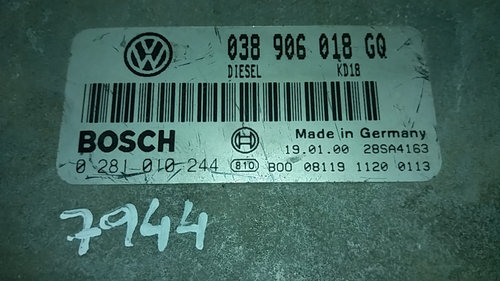 038 906 018 GQ
DIESEL KD18
BOSCH Made in Germany
19.01.00 28SA4163
0 281 010 244 810 B00 08119 1120 0113
7944